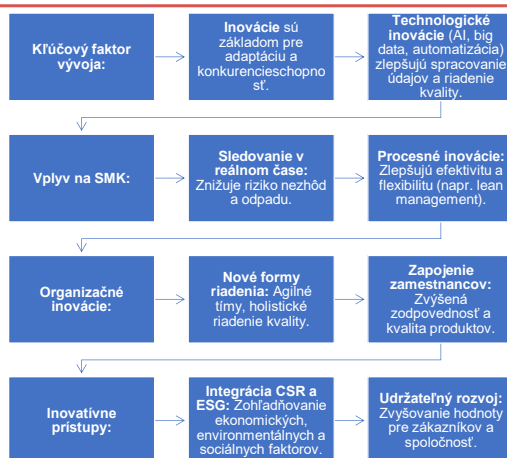 Kľúčový faktor
vývoja:
Inovácie sú
základom pre
adaptáciu a
konkurencieschopno
sť.
Technologické
inovácie (AI, big
data, automatizácia)
zlepšujú spracovanie
údajov a riadenie
kvality.
Vplyv na SMK:
Sledovanie v
reálnom čase:
Znižuje riziko nezhôd
a odpadu.
Procesné inovácie:
Zlepšujú efektivitu a
flexibilitu (napr. lean
management).
Organizačné
inovácie:
Nové formy
riadenia: Agilné
tímy, holistické
riadenie kvality.
Zapojenie
zamestnancov:
Zvýšená
zodpovednosť a
kvalita produktov.
Inovatívne
prístupy:
Integrácia CSR a
ESG: Zohľadňovanie
ekonomických,
environmentálnych a
sociálnych faktorov.
Udržateľný rozvoj:
Zvyšovanie hodnoty
pre zákazníkov a
spoločnosť.